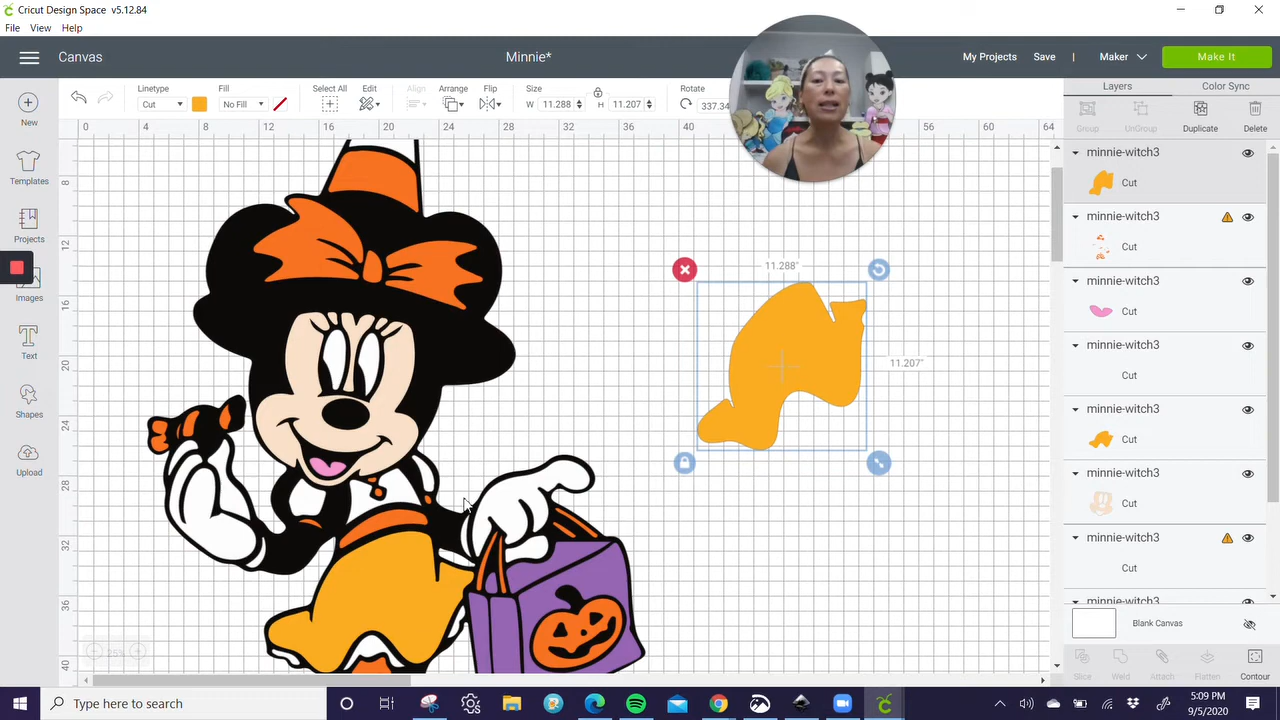 Cricut Design Space v5.12.84
File View Help
Canvas
Minnie*
My Projects Save | Maker Make It
Linetype
Cut
Fill
No Fill
Select All
Edit
Align
Arrange
Flip
Size
W 11.288 H 11.207
Rotate
337.34
Layers Color Sync
Group UnGroup Duplicate Delete
New
Templates
Projects
Images
Text
Shapes
Upload
0 4 8 12 16 20 24 28 32 36 40 56 60 64
8
12
16
20
24
28
32
36
40
11.288"
11.207"
25%
minnie-witch3
Cut
minnie-witch3
Cut
minnie-witch3
Cut
minnie-witch3
Cut
minnie-witch3
Cut
minnie-witch3
Cut
minnie-witch3
Cut
minnie-witch3
Blank Canvas
Slice Weld Attach Flatten Contour
Type here to search
5:09 PM
9/5/2020